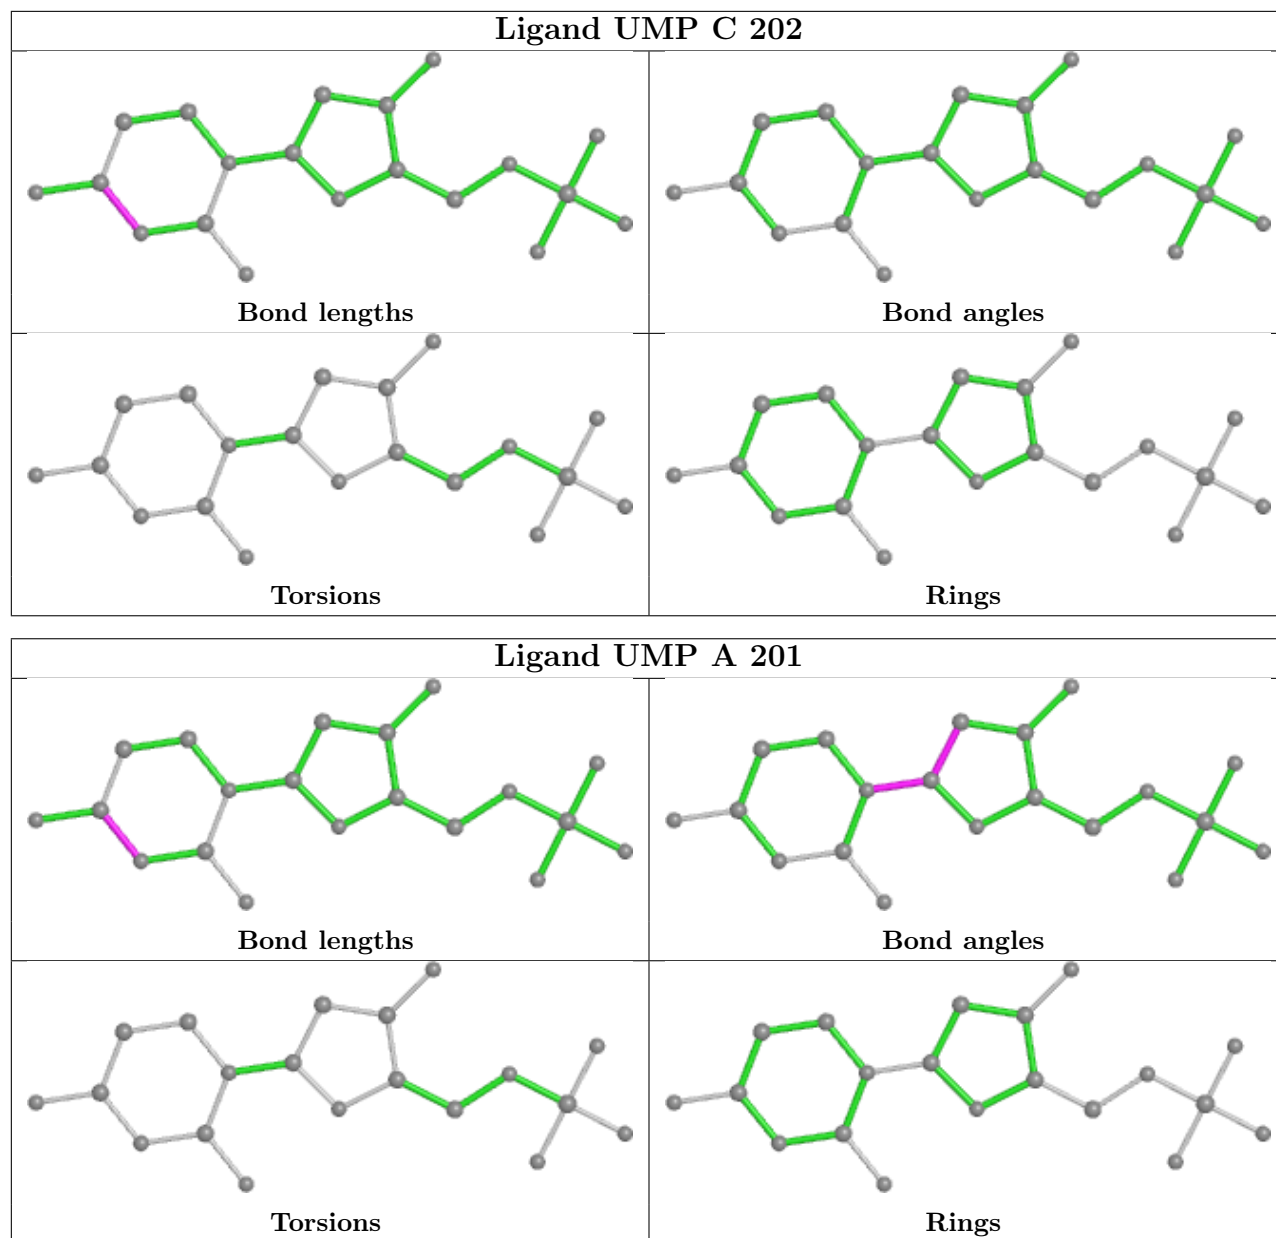 Ligand UMP C 202
Bond lengths
Bond angles
Torsions
Rings
Ligand UMP A 201
Bond lengths
Bond angles
Torsions
Rings